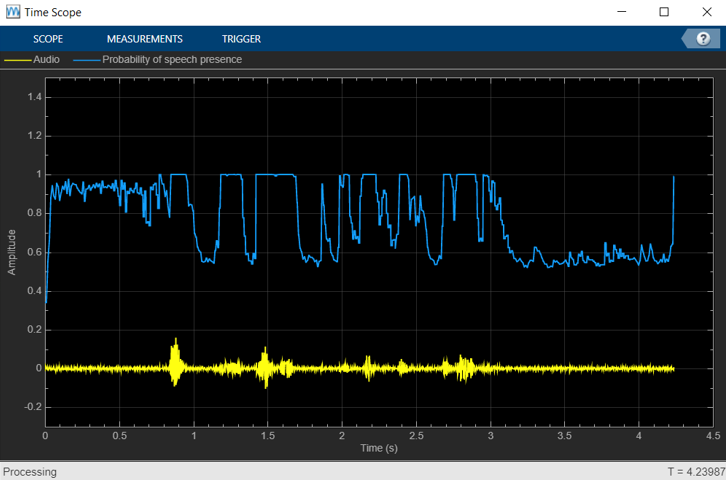 Time Scope
SCOPE MEASUREMENTS TRIGGER ?
Audio Probability of speech presence
1.4
1.2
1
0.8
0.6
0.4
0.2
0
-0.2
Amplitude
0 0.5 1 1.5 2 2.5 3 3.5 4 4.5
Time (s)
Processing T = 4.23987